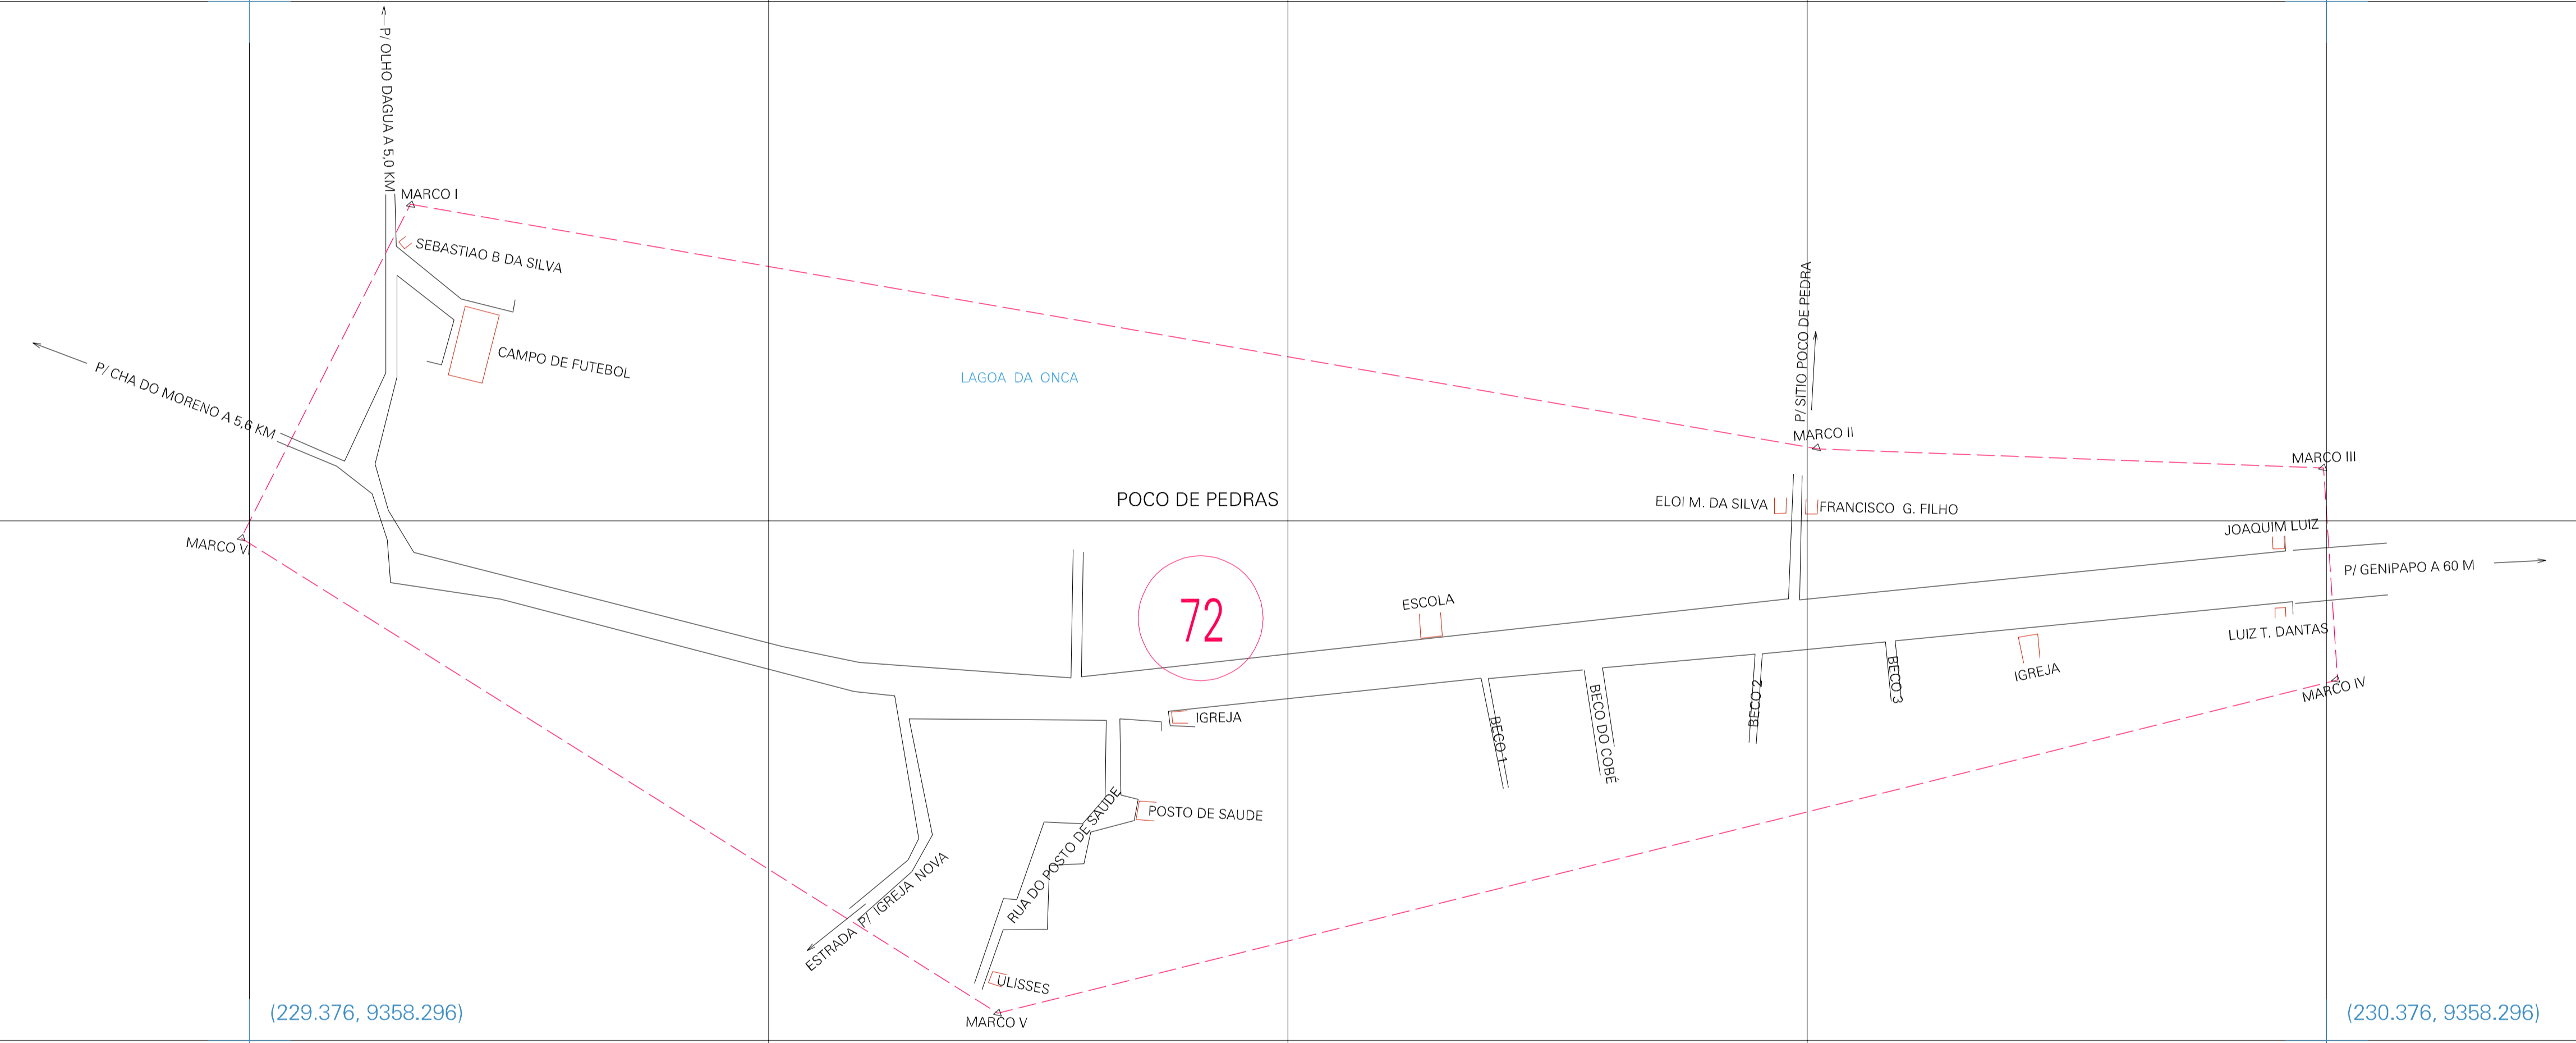 P/ OLHO DAGUA A 5,0 KM
MARCO I
SEBASTIAO B DA SILVA
CAMPO DE FUTEBOL
P/ CHA DO MORENO A 5,6 KM
LAGOA DA ONCA
P/ SITIO POCO DE PEDRA
MARCO II
MARCO III
POCO DE PEDRAS
ELOI M. DA SILVA
FRANCISCO G. FILHO
JOAQUIM LUIZ
MARCO VI
P/ GENIPAPO A 60 M
72
ESCOLA
LUIZ T. DANTAS
IGREJA
MARCO IV
BECO 3
BECO 2
BECO DO COBÉ
BECO 1
IGREJA
POSTO DE SAUDE
RUA DO POSTO DE SAUDE
ESTRADA P/ IGREJA NOVA
ULISSES
MARCO V
(229.376, 9358.296)
(230.376, 9358.296)